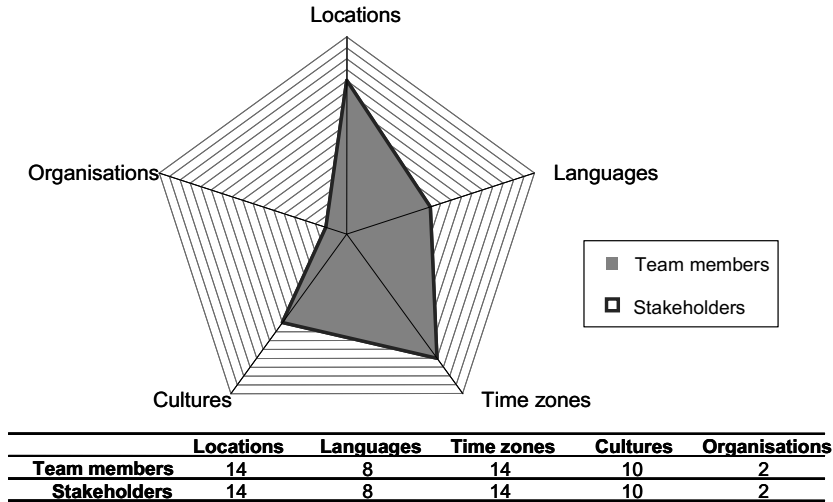 Locations
Organisations
Languages
Team members
Stakeholders
Cultures
Time zones
Locations Languages Time zones Cultures Organisations
Team members 14 8 14 10 2
Stakeholders 14 8 14 10 2